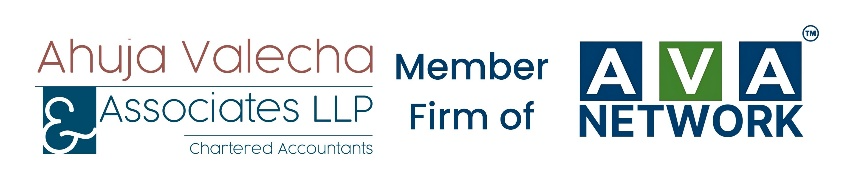 Ahuja Valecha
& Associates LLP
Chartered Accountants
Member
Firm of
AVA
NETWORK
TM